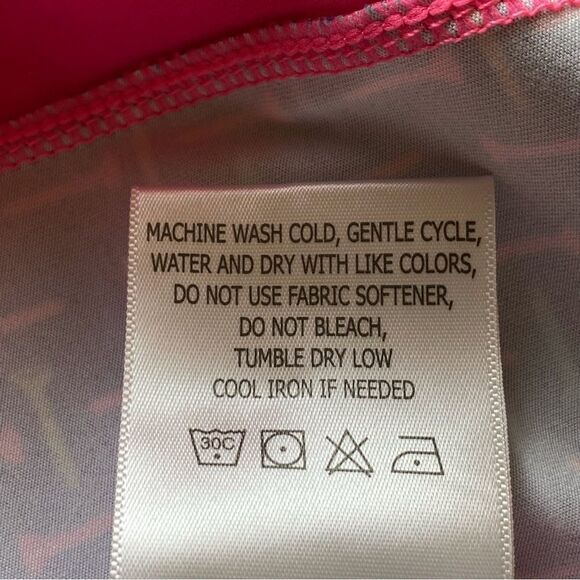 MACHINE WASH COLD, GENTLE CYCLE,
WATER AND DRY WITH LIKE COLORS,
DO NOT USE FABRIC SOFTENER,
DO NOT BLEACH,
TUMBLE DRY LOW
COOL IRON IF NEEDED
30C